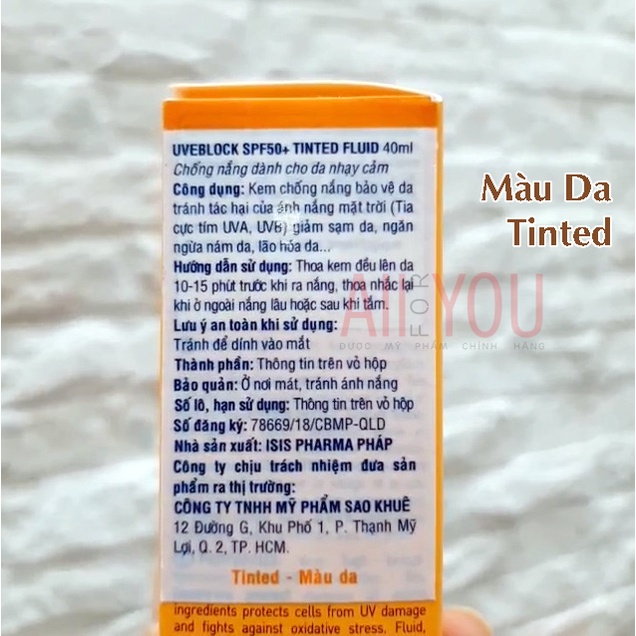 UVEBLOCK SPF50+ TINTED FLUID 40ml
Chống nắng dành cho da nhạy cảm
Công dụng: Kem chống nắng bảo vệ da
tránh tác hại của ánh nắng mặt trời (Tia
cực tím UVA, UVB) giảm sạm da, ngăn
ngừa nám da, lão hóa da...
Hướng dẫn sử dụng: Thoa kem đều lên da
10-15 phút trước khi ra nắng, thoa nhắc lại
khi ở ngoài nắng lâu hoặc sau khi tắm.
Lưu ý an toàn khi sử dụng:
Tránh để dính vào mắt
Thành phần: Thông tin trên vỏ hộp
Bảo quản: Ở nơi mát, tránh ánh nắng
Số lô, hạn sử dụng: Thông tin trên vỏ hộp
Số đăng ký: 78669/18/CBMP-QLD
Nhà sản xuất: ISIS PHARMA PHÁP
Công ty chịu trách nhiệm đưa sản
phẩm ra thị trường:
CÔNG TY TNHH MỸ PHẨM SAO KHUÊ
12 Đường G, Khu Phố 1, P. Thạnh Mỹ
Lợi, Q. 2, TP. HCM.
Tinted - Màu da
ingredients protects cells from UV damage
and fights against oxidative stress. Fluid,
Màu Da
Tinted
All FOR YOU
DƯỢC MỸ PHẨM CHÍNH HÃNG